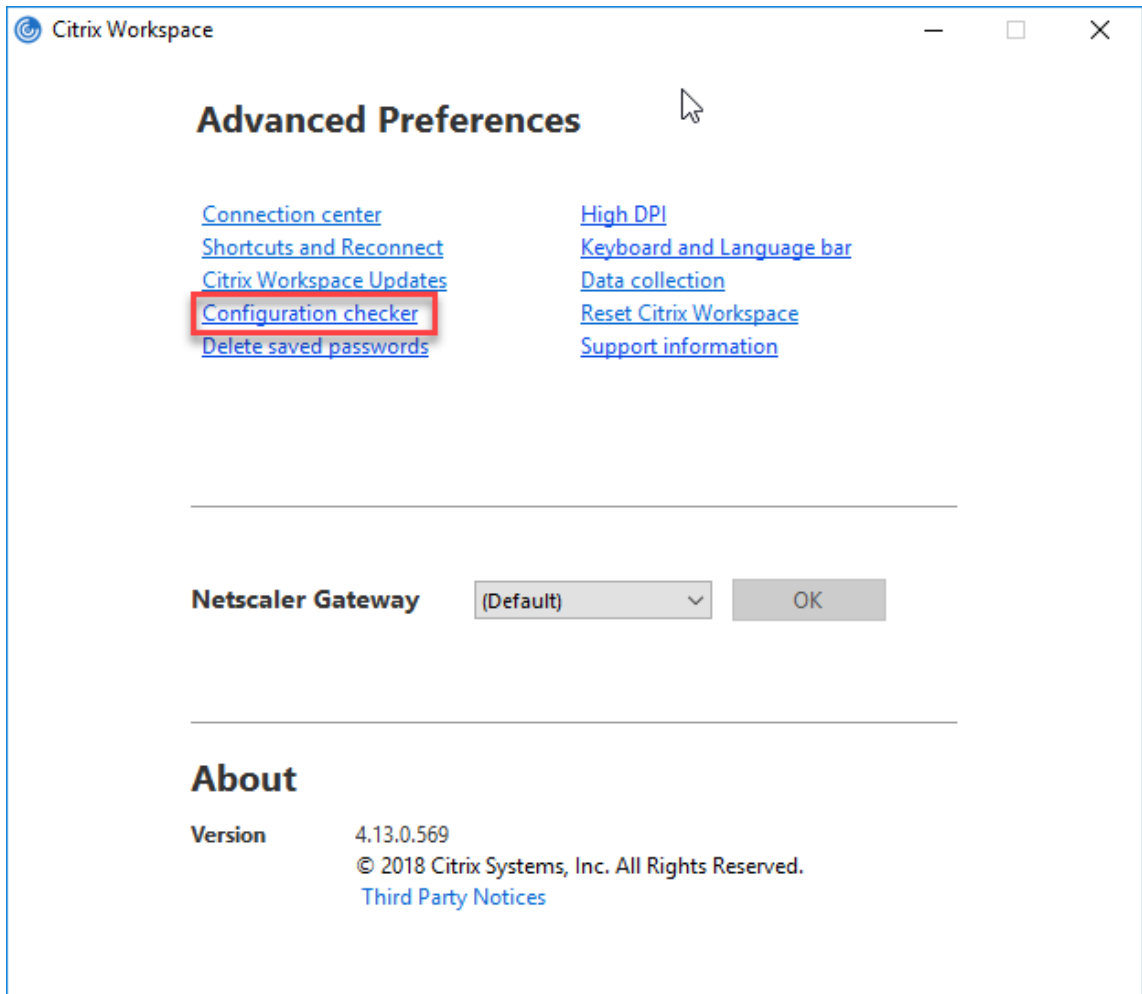 Citrix Workspace
Advanced Preferences
Connection center
Shortcuts and Reconnect
Citrix Workspace Updates
Configuration checker
Delete saved passwords
High DPI
Keyboard and Language bar
Data collection
Reset Citrix Workspace
Support information
Netscaler Gateway (Default) OK
About
Version 4.13.0.569
© 2018 Citrix Systems, Inc. All Rights Reserved.
Third Party Notices